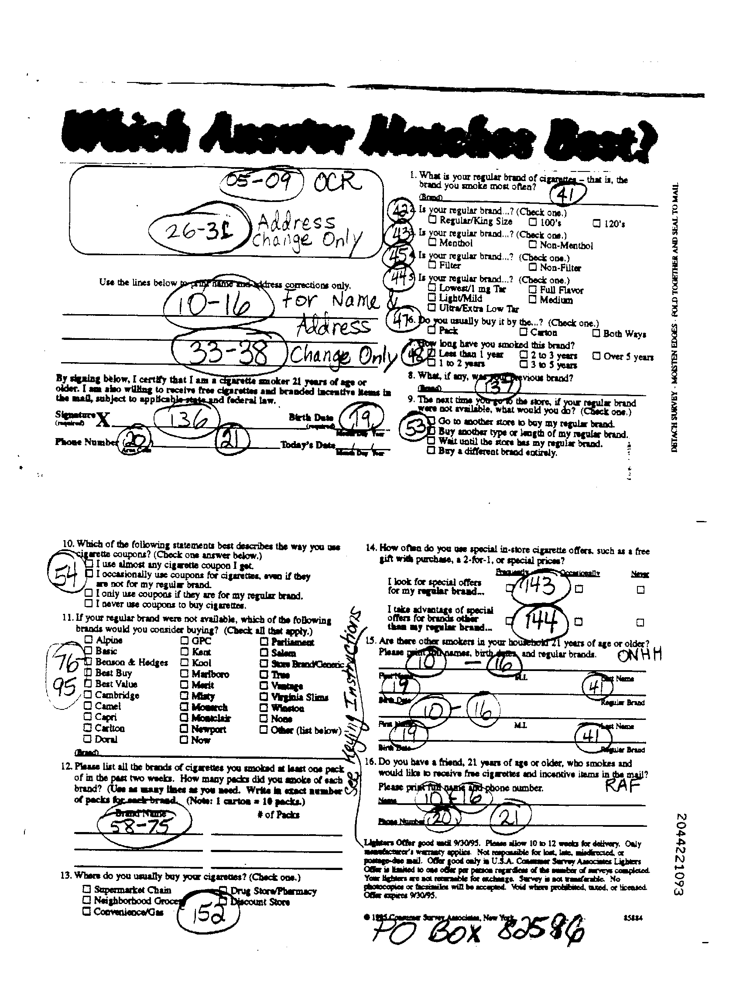 Which Answer Matches Best?
05-09 OCR
26-31 Address
Change Only
Use the lines below to print name and address corrections only.
10-16 for Name &
Address
33-38 Change Only
By signing below, I certify that I am a cigarette smoker 21 years of age or
older. I am also willing to receive free cigarettes and branded incentive items in
the mail, subject to applicable state and federal law.
Signature X 136 Birth Date 19
(required) (required) Month Day Year
Phone Number 20 21 Today's Date
Area Code Month Day Year
1. What is your regular brand of cigarettes – that is, the
brand you smoke most often? 41
(Brand)
42 2. Is your regular brand...? (Check one.)
☐ Regular/King Size ☐ 100's ☐ 120's
43 3. Is your regular brand...? (Check one.)
☐ Menthol ☐ Non-Menthol
45 4. Is your regular brand...? (Check one.)
☐ Filter ☐ Non-Filter
44 5. Is your regular brand...? (Check one.)
☐ Lowest/1 mg Tar ☐ Full Flavor
☐ Light/Mild ☐ Medium
☐ Ultra/Extra Low Tar
47 6. Do you usually buy it by the...? (Check one.)
☐ Pack ☐ Carton ☐ Both Ways
48 7. How long have you smoked this brand?
☐ Less than 1 year ☐ 2 to 3 years ☐ Over 5 years
☐ 1 to 2 years ☐ 3 to 5 years
8. What, if any, was your previous brand?
(Brand) 137
9. The next time you go to the store, if your regular brand
were not available, what would you do? (Check one.)
53 ☐ Go to another store to buy my regular brand.
☐ Buy another type or length of my regular brand.
☐ Wait until the store has my regular brand.
☐ Buy a different brand entirely.
DETACH SURVEY - MOISTEN EDGES - FOLD TOGETHER AND SEAL TO MAIL
10. Which of the following statements best describes the way you use
cigarette coupons? (Check one answer below.)
54 ☐ I use almost any cigarette coupon I get.
☐ I occasionally use coupons for cigarettes, even if they
are not for my regular brand.
☐ I only use coupons if they are for my regular brand.
☐ I never use coupons to buy cigarettes.
11. If your regular brand were not available, which of the following
brands would you consider buying? (Check all that apply.)
76-95
☐ Alpine ☐ GPC ☐ Parliament
☐ Basic ☐ Kent ☐ Salem
☐ Benson & Hedges ☐ Kool ☐ Store Brand/Generic
☐ Best Buy ☐ Marlboro ☐ True
☐ Best Value ☐ Merit ☐ Vantage
☐ Cambridge ☐ Misty ☐ Virginia Slims
☐ Camel ☐ Monarch ☐ Winston
☐ Capri ☐ Montclair ☐ None
☐ Carlton ☐ Newport ☐ Other (list below)
☐ Doral ☐ Now
(Brand)
See Keying Instructions
12. Please list all the brands of cigarettes you smoked at least one pack
of in the past two weeks. How many packs did you smoke of each
brand? (Use as many lines as you need. Write in exact number
of packs for each brand. (Note: 1 carton = 10 packs.)
Brand Name # of Packs
58-75
13. Where do you usually buy your cigarettes? (Check one.)
☐ Supermarket Chain ☐ Drug Store/Pharmacy
☐ Neighborhood Grocer ☐ Discount Store
☐ Convenience/Gas 152
14. How often do you use special in-store cigarette offers, such as a free
gift with purchase, a 2-for-1, or special prices?
Frequently Occasionally Never
I look for special offers
for my regular brand... ☐ 143 ☐ ☐
I take advantage of special
offers for brands other
than my regular brand... ☐ 144 ☐ ☐
15. Are there other smokers in your household 21 years of age or older?
Please print full names, birth dates, and regular brands. ONHH
10-16
First Name M.I. Last Name
19 41
Birth Date Regular Brand
10-16
First Name M.I. Last Name
19 41
Birth Date Regular Brand
16. Do you have a friend, 21 years of age or older, who smokes and
would like to receive free cigarettes and incentive items in the mail?
Please print full name and phone number. RAF
Name 10-16
Phone Number 20 21
Lighters Offer good until 9/30/95. Please allow 10 to 12 weeks for delivery. Only
manufacturer's warranty applies. Not responsible for lost, late, misdirected, or
postage-due mail. Offer good only in U.S.A. Consumer Survey Associates Lighters
Offer is limited to one offer per person regardless of the number of surveys completed.
Your lighters are not returnable for exchange. Survey is not transferable. No
photocopies or facsimiles will be accepted. Void where prohibited, taxed, or licensed.
Offer expires 9/30/95.
© 1995 Consumer Survey Associates, New York 85884
PO BOX 82586
2044221093